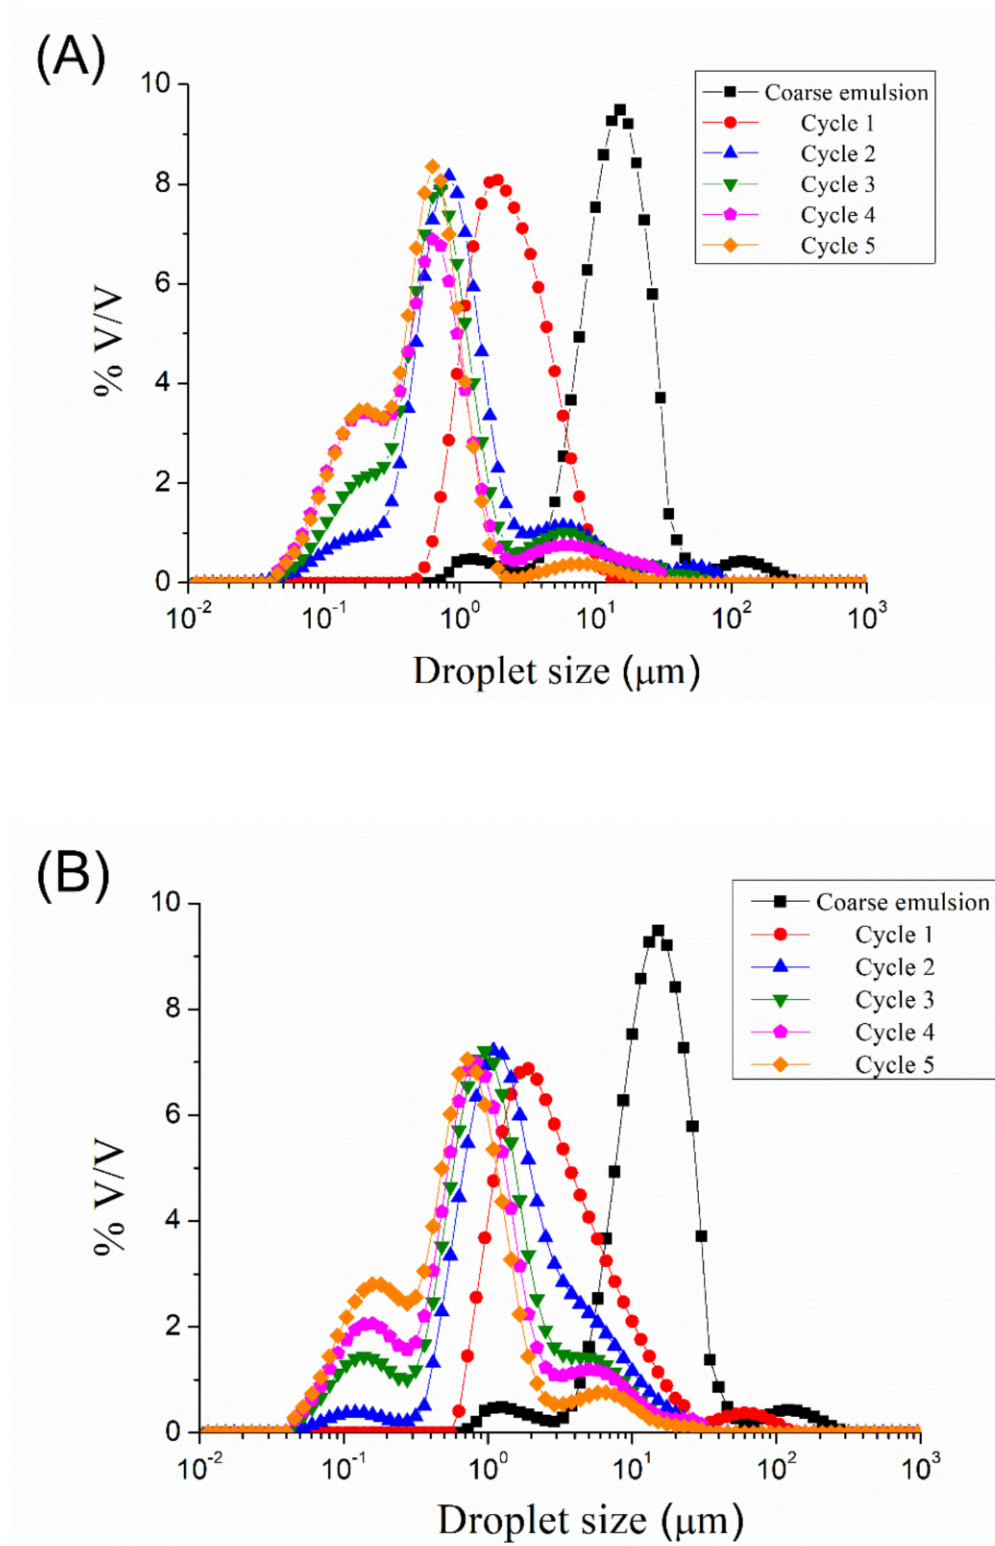 (A)
10
8
6
4
2
0
% V/V
Coarse emulsion
Cycle 1
Cycle 2
Cycle 3
Cycle 4
Cycle 5
10⁻² 10⁻¹ 10⁰ 10¹ 10² 10³
Droplet size (μm)
(B)
10
8
6
4
2
0
% V/V
Coarse emulsion
Cycle 1
Cycle 2
Cycle 3
Cycle 4
Cycle 5
10⁻² 10⁻¹ 10⁰ 10¹ 10² 10³
Droplet size (μm)